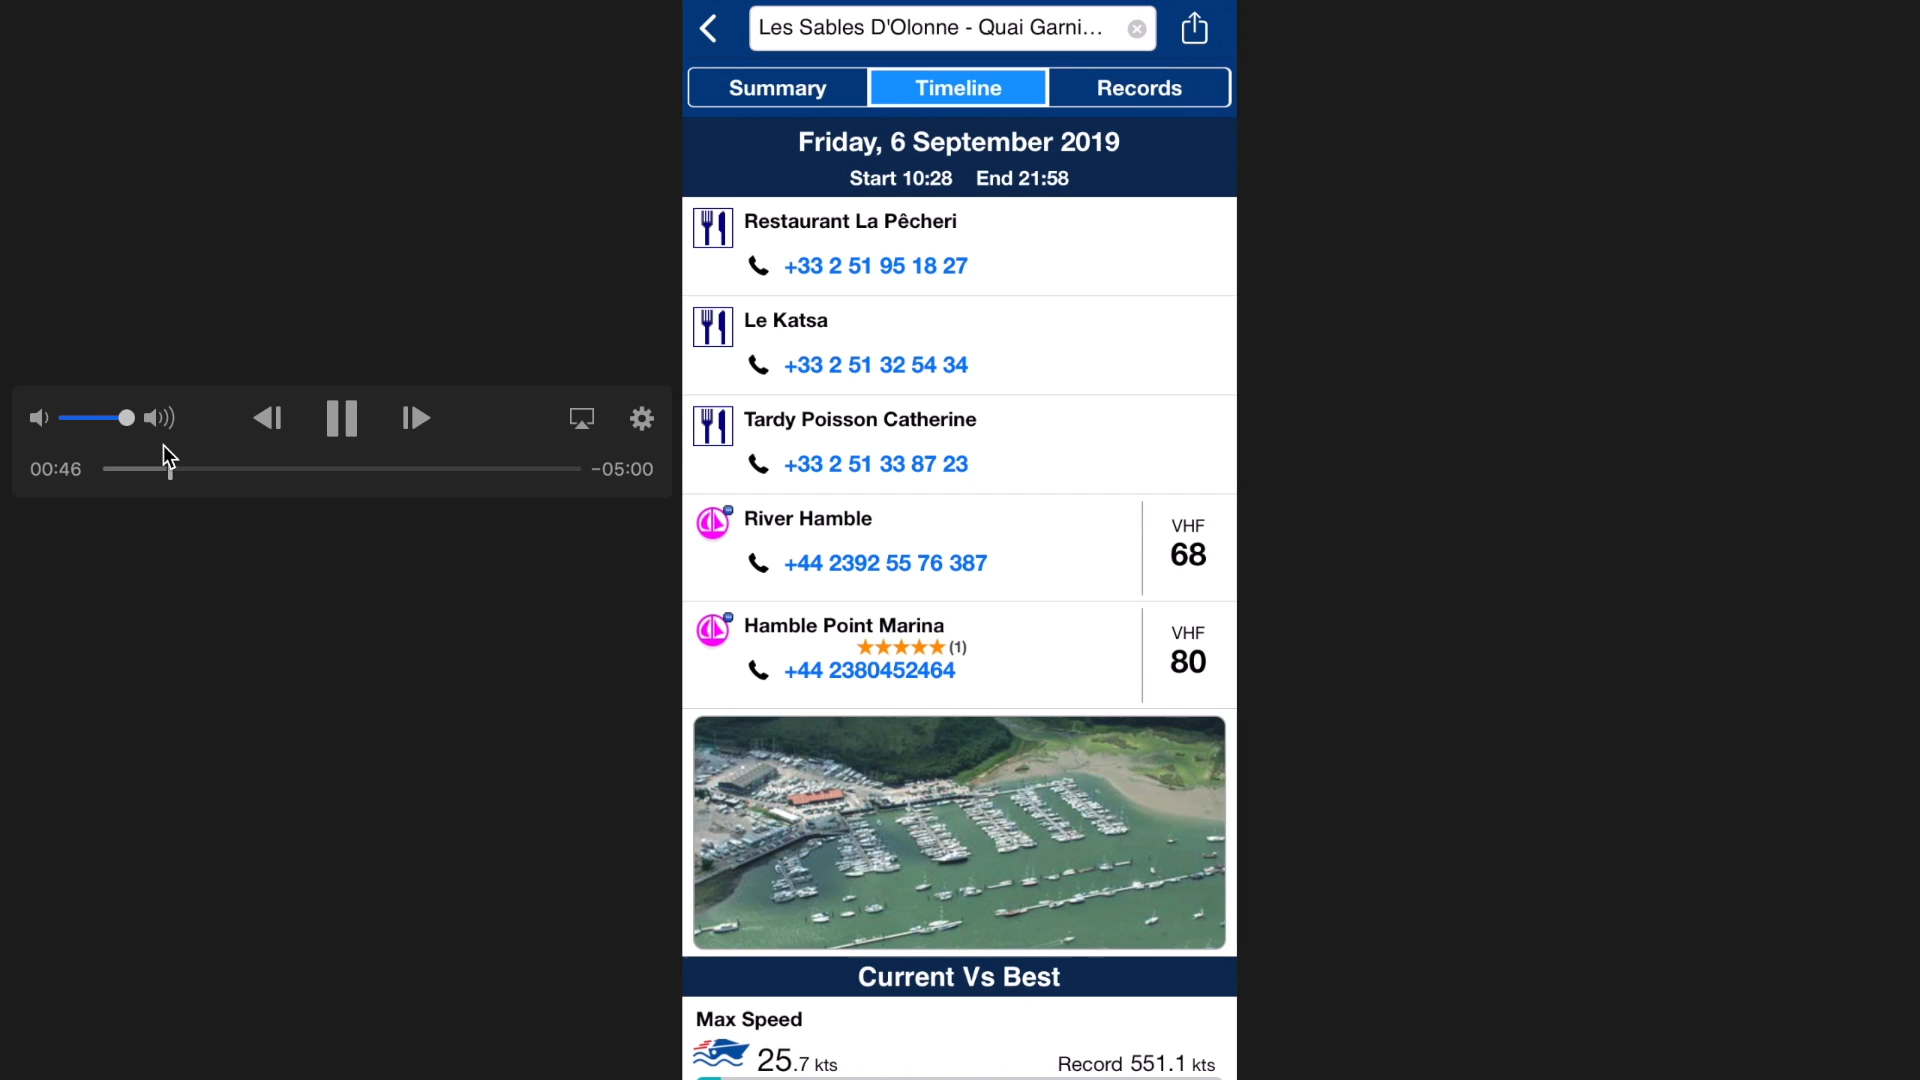 Les Sables D'Olonne - Quai Garni...
Summary
Timeline
Records
Friday, 6 September 2019
Start 10:28 End 21:58
Restaurant La Pêcheri
+33 2 51 95 18 27
Le Katsa
+33 2 51 32 54 34
Tardy Poisson Catherine
+33 2 51 33 87 23
00:46
-05:00
River Hamble
+44 2392 55 76 387
VHF
68
Hamble Point Marina
(1)
+44 2380452464
VHF
80
Current Vs Best
Max Speed
25.7 kts
Record 551.1 kts